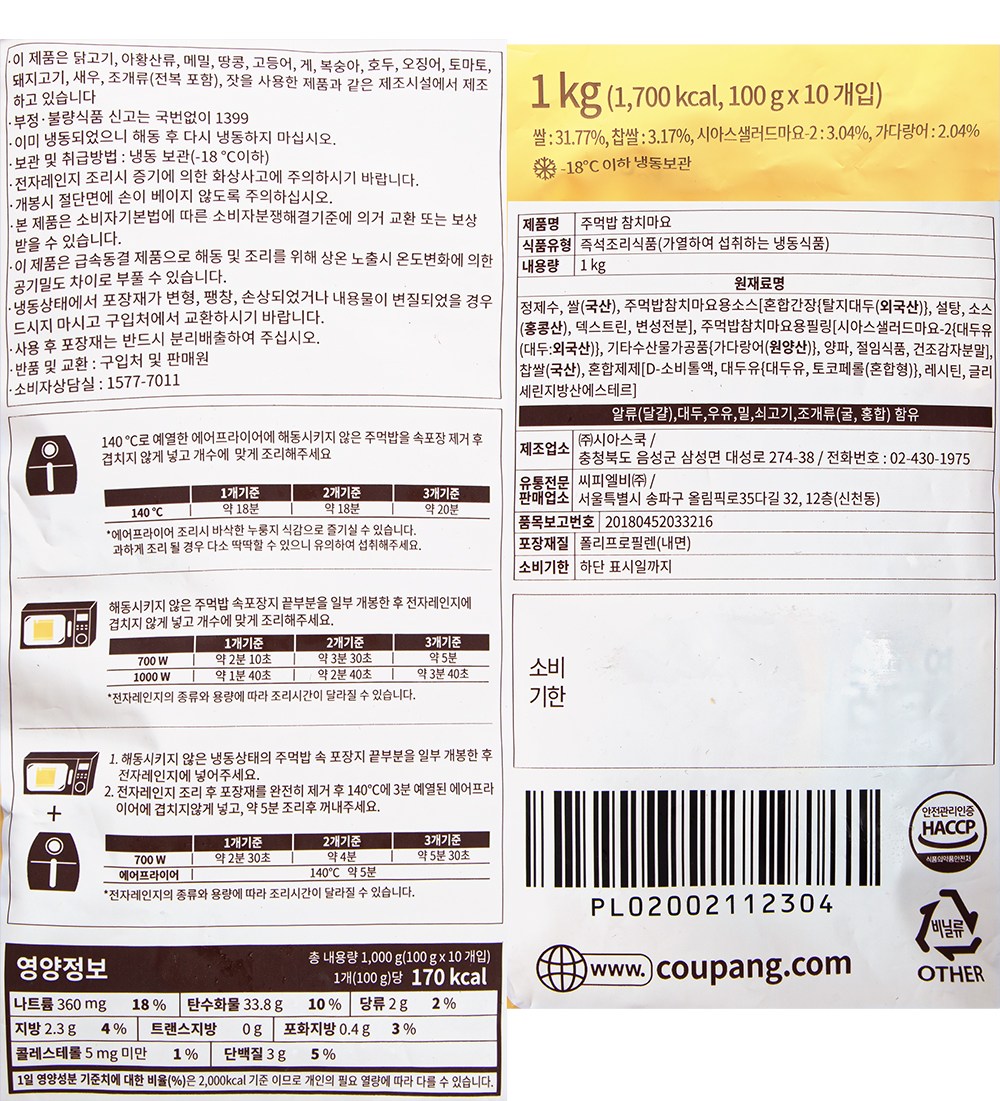 ·이 제품은 닭고기, 아황산류, 메밀, 땅콩, 고등어, 게, 복숭아, 호두, 오징어, 토마토,
돼지고기, 새우, 조개류(전복 포함), 잣을 사용한 제품과 같은 제조시설에서 제조
하고 있습니다
·부정·불량식품 신고는 국번없이 1399
·이미 냉동되었으니 해동 후 다시 냉동하지 마십시오.
·보관 및 취급방법 : 냉동 보관(-18 °C이하)
·전자레인지 조리시 증기에 의한 화상사고에 주의하시기 바랍니다.
·개봉시 절단면에 손이 베이지 않도록 주의하십시오.
·본 제품은 소비자기본법에 따른 소비자분쟁해결기준에 의거 교환 또는 보상
받을 수 있습니다.
·이 제품은 급속동결 제품으로 해동 및 조리를 위해 상온 노출시 온도변화에 의한
공기밀도 차이로 부풀 수 있습니다.
·냉동상태에서 포장재가 변형, 팽창, 손상되었거나 내용물이 변질되었을 경우
드시지 마시고 구입처에서 교환하시기 바랍니다.
·사용 후 포장재는 반드시 분리배출하여 주십시오.
·반품 및 교환 : 구입처 및 판매원
·소비자상담실 : 1577-7011
140 °C로 예열한 에어프라이어에 해동시키지 않은 주먹밥을 속포장 제거 후
겹치지 않게 넣고 개수에 맞게 조리해주세요
1개기준 2개기준 3개기준
140 °C 약 18분 약 18분 약 20분
*에어프라이어 조리시 바삭한 누룽지 식감으로 즐기실 수 있습니다.
과하게 조리 될 경우 다소 딱딱할 수 있으니 유의하여 섭취해주세요.
해동시키지 않은 주먹밥 속포장지 끝부분을 일부 개봉한 후 전자레인지에
겹치지 않게 넣고 개수에 맞게 조리해주세요.
1개기준 2개기준 3개기준
700 W 약 2분 10초 약 3분 30초 약 5분
1000 W 약 1분 40초 약 2분 40초 약 3분 40초
*전자레인지의 종류와 용량에 따라 조리시간이 달라질 수 있습니다.
1. 해동시키지 않은 냉동상태의 주먹밥 속 포장지 끝부분을 일부 개봉한 후
전자레인지에 넣어주세요.
2. 전자레인지 조리 후 포장재를 완전히 제거 후 140°C에 3분 예열된 에어프라
이어에 겹치지않게 넣고, 약 5분 조리후 꺼내주세요.
+
1개기준 2개기준 3개기준
700 W 약 2분 30초 약 4분 약 5분 30초
에어프라이어 140°C 약 5분
*전자레인지의 종류와 용량에 따라 조리시간이 달라질 수 있습니다.
영양정보
총 내용량 1,000 g(100 g x 10 개입)
1개(100 g)당 170 kcal
나트륨 360 mg 18 % 탄수화물 33.8 g 10 % 당류 2 g 2 %
지방 2.3 g 4 % 트랜스지방 0 g 포화지방 0.4 g 3 %
콜레스테롤 5 mg 미만 1 % 단백질 3 g 5 %
1일 영양성분 기준치에 대한 비율(%)은 2,000kcal 기준 이므로 개인의 필요 열량에 따라 다를 수 있습니다.
1 kg (1,700 kcal, 100 g x 10 개입)
쌀 : 31.77%, 찹쌀 : 3.17%, 시아스샐러드마요-2 : 3.04%, 가다랑어 : 2.04%
-18°C 이하 냉동보관
제품명 주먹밥 참치마요
식품유형 즉석조리식품(가열하여 섭취하는 냉동식품)
내용량 1 kg
원재료명
정제수, 쌀(국산), 주먹밥참치마요용소스[혼합간장{탈지대두(외국산)}, 설탕, 소스
(홍콩산), 덱스트린, 변성전분], 주먹밥참치마요용필링[시아스샐러드마요-2{대두유
(대두:외국산)}, 기타수산물가공품{가다랑어(원양산)}, 양파, 절임식품, 건조감자분말],
찹쌀(국산), 혼합제제[D-소비톨액, 대두유{대두유, 토코페롤(혼합형)}, 레시틴, 글리
세린지방산에스테르]
알류(달걀),대두,우유,밀,쇠고기,조개류(굴, 홍합) 함유
제조업소 ㈜시아스쿡 /
충청북도 음성군 삼성면 대성로 274-38 / 전화번호 : 02-430-1975
유통전문 판매업소 씨피엘비㈜ /
서울특별시 송파구 올림픽로35다길 32, 12층(신천동)
품목보고번호 20180452033216
포장재질 폴리프로필렌(내면)
소비기한 하단 표시일까지
소비
기한
PL02002112304
안전관리인증
HACCP
식품의약품안전처
비닐류
OTHER
www. coupang.com